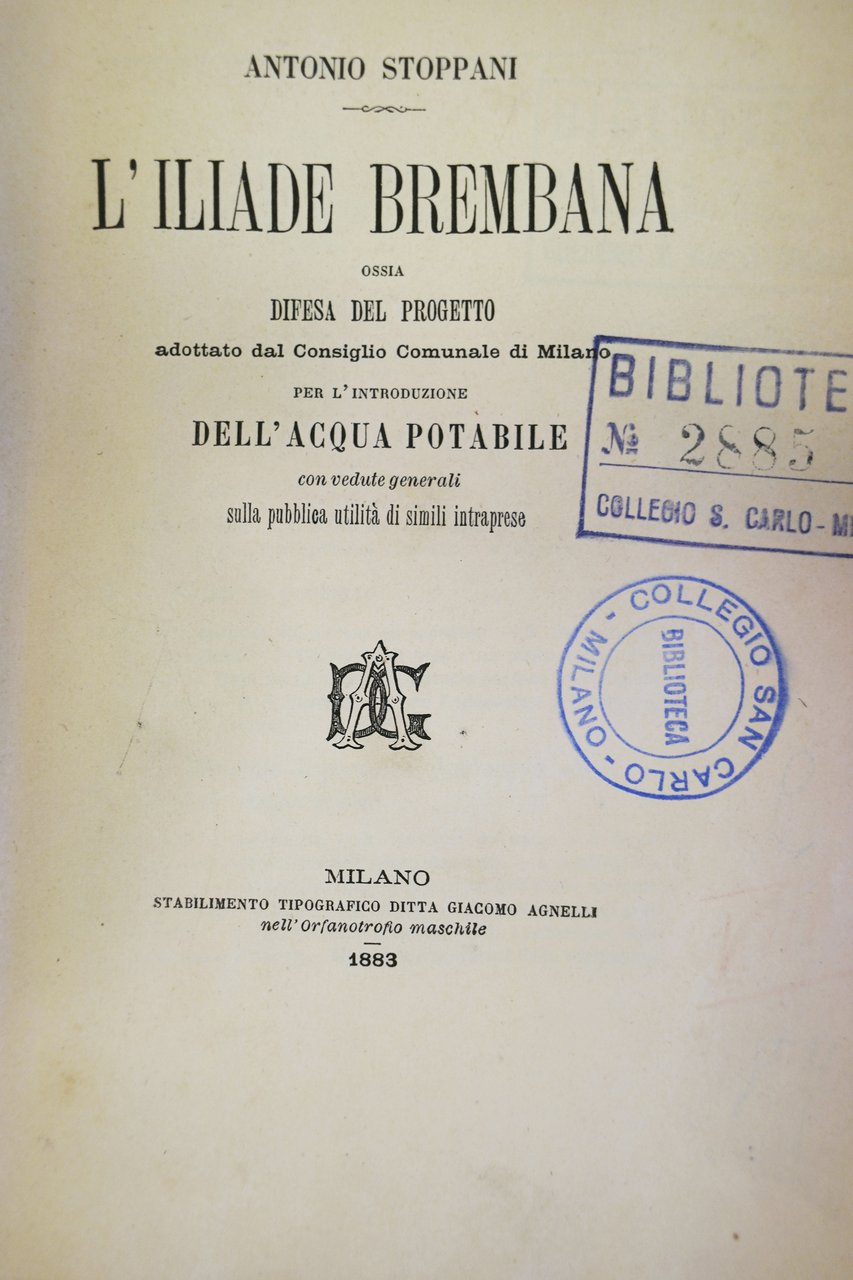 ANTONIO STOPPANI
L'ILIADE BREMBANA
OSSIA
DIFESA DEL PROGETTO
adottato dal Consiglio Comunale di Milano
PER L'INTRODUZIONE
DELL'ACQUA POTABILE
con vedute generali
sulla pubblica utilità di simili intraprese
BIBLIOTE
№ 2885
COLLEGIO S. CARLO - MI
COLLEGIO SAN CARLO - MILANO -
BIBLIOTECA
MILANO
STABILIMENTO TIPOGRAFICO DITTA GIACOMO AGNELLI
nell'Orfanotrofio maschile
1883